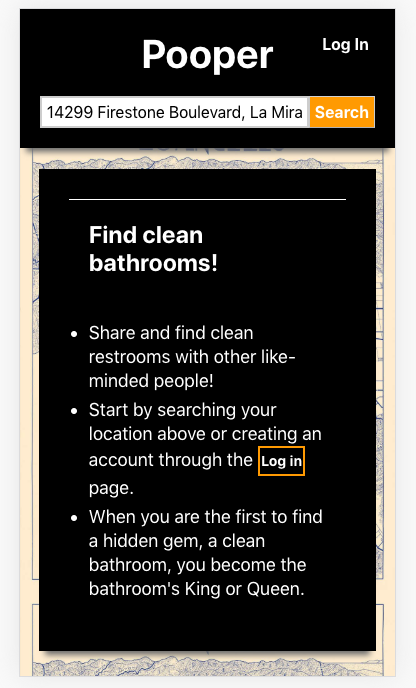 Pooper
Log In
14299 Firestone Boulevard, La Mira
Search
Find clean
bathrooms!
Share and find clean
restrooms with other like-
minded people!
Start by searching your
location above or creating an
account through the Log in
page.
When you are the first to find
a hidden gem, a clean
bathroom, you become the
bathroom's King or Queen.